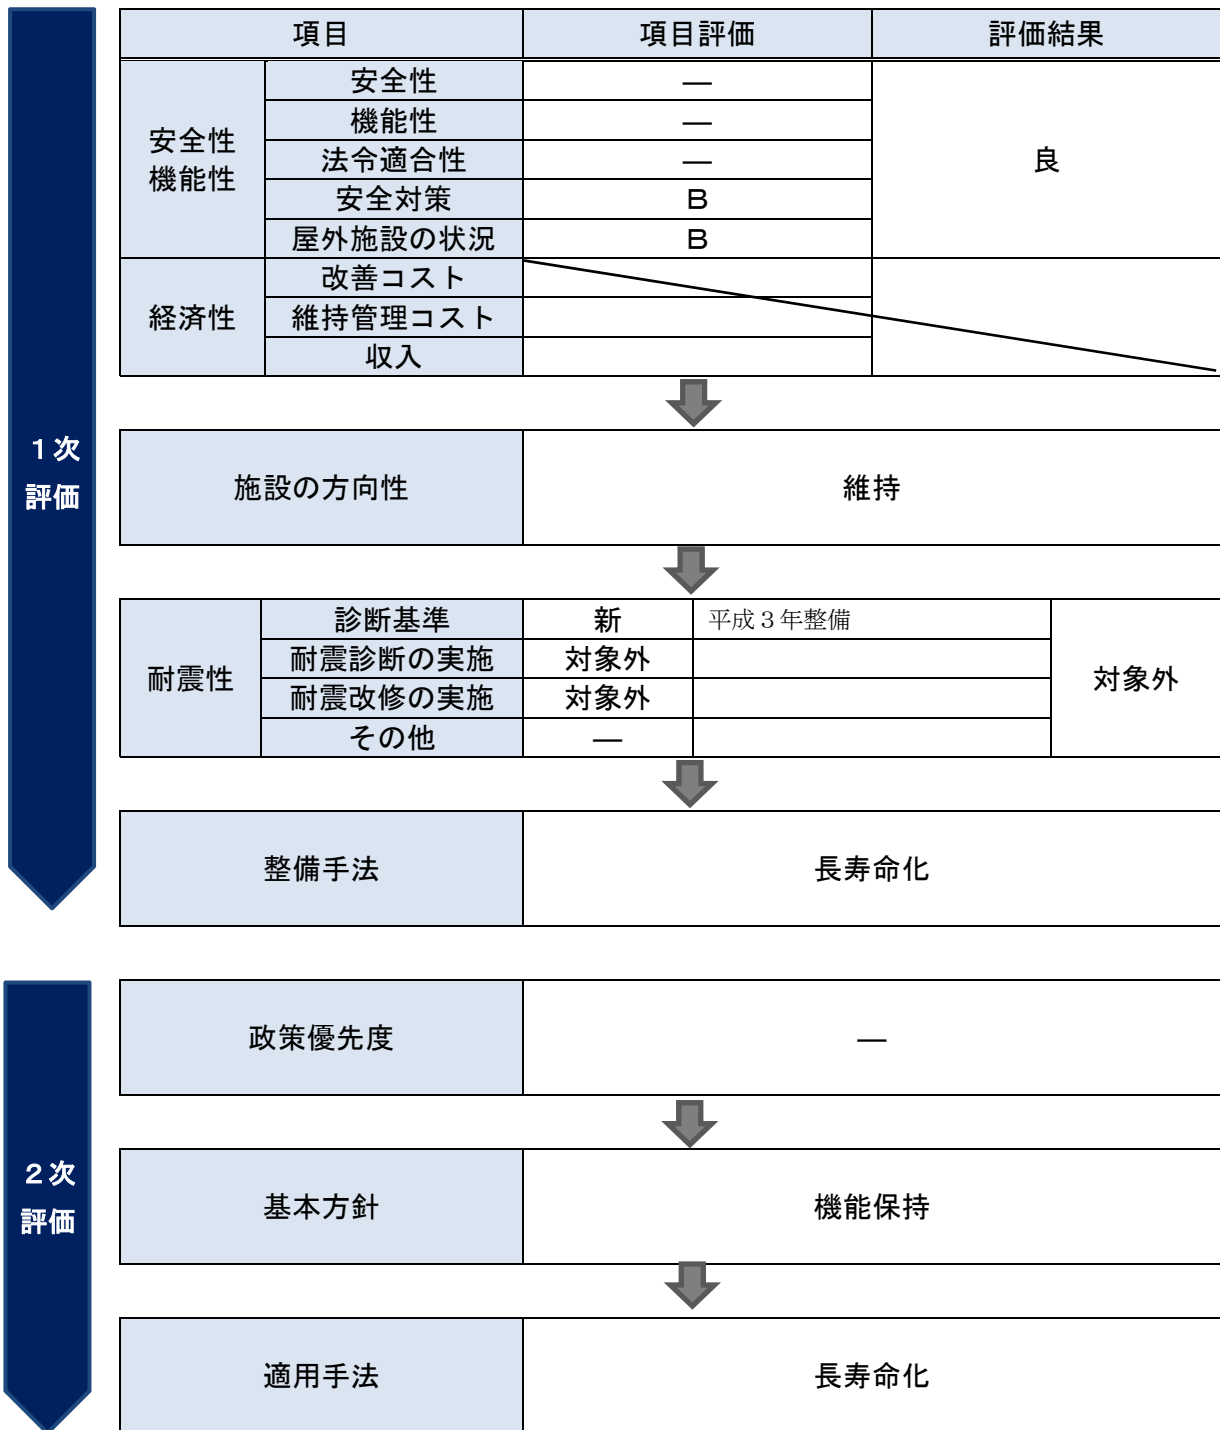 項目 項目評価 評価結果
安全性
機能性
安全性 ―
機能性 ―
法令適合性 ―
安全対策 Ｂ
屋外施設の状況 Ｂ
良
経済性
改善コスト
維持管理コスト
収入
１次
評価
施設の方向性 維持
耐震性
診断基準 新 平成３年整備
耐震診断の実施 対象外
耐震改修の実施 対象外
その他 ―
対象外
整備手法 長寿命化
２次
評価
政策優先度 ―
基本方針 機能保持
適用手法 長寿命化